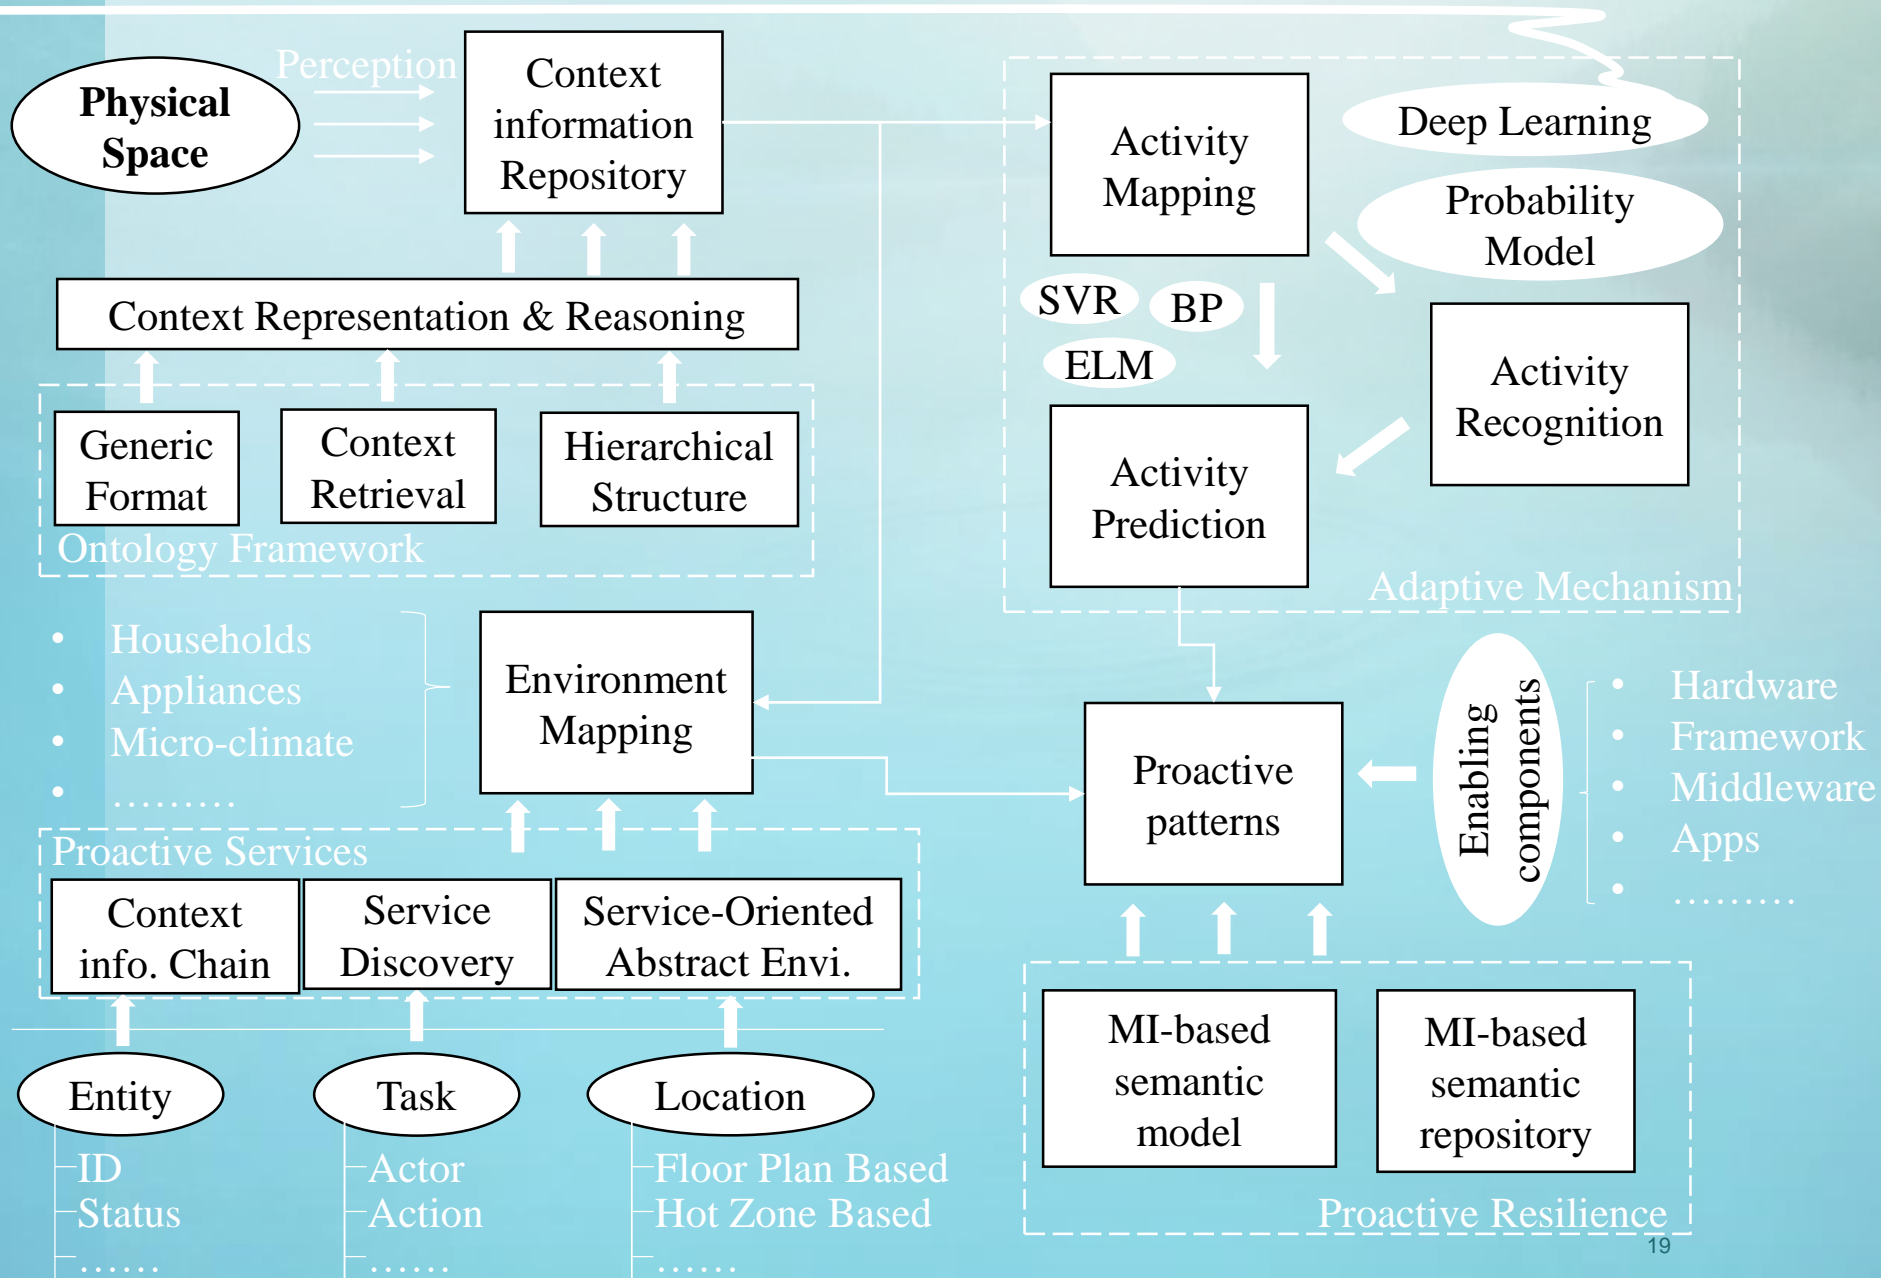 Perception
Physical
Space
Context
information
Repository
Context Representation & Reasoning
Generic
Format
Context
Retrieval
Hierarchical
Structure
Ontology Framework
Activity
Mapping
Deep Learning
Probability
Model
SVR
BP
ELM
Activity
Recognition
Activity
Prediction
Adaptive Mechanism
• Households
• Appliances
• Micro-climate
• ………
Environment
Mapping
Proactive
patterns
Enabling
components
• Hardware
• Framework
• Middleware
• Apps
• ………
Proactive Services
Context
info. Chain
Service
Discovery
Service-Oriented
Abstract Envi.
Entity
ID
Status
……
Task
Actor
Action
……
Location
Floor Plan Based
Hot Zone Based
……
MI-based
semantic
model
MI-based
semantic
repository
Proactive Resilience
19